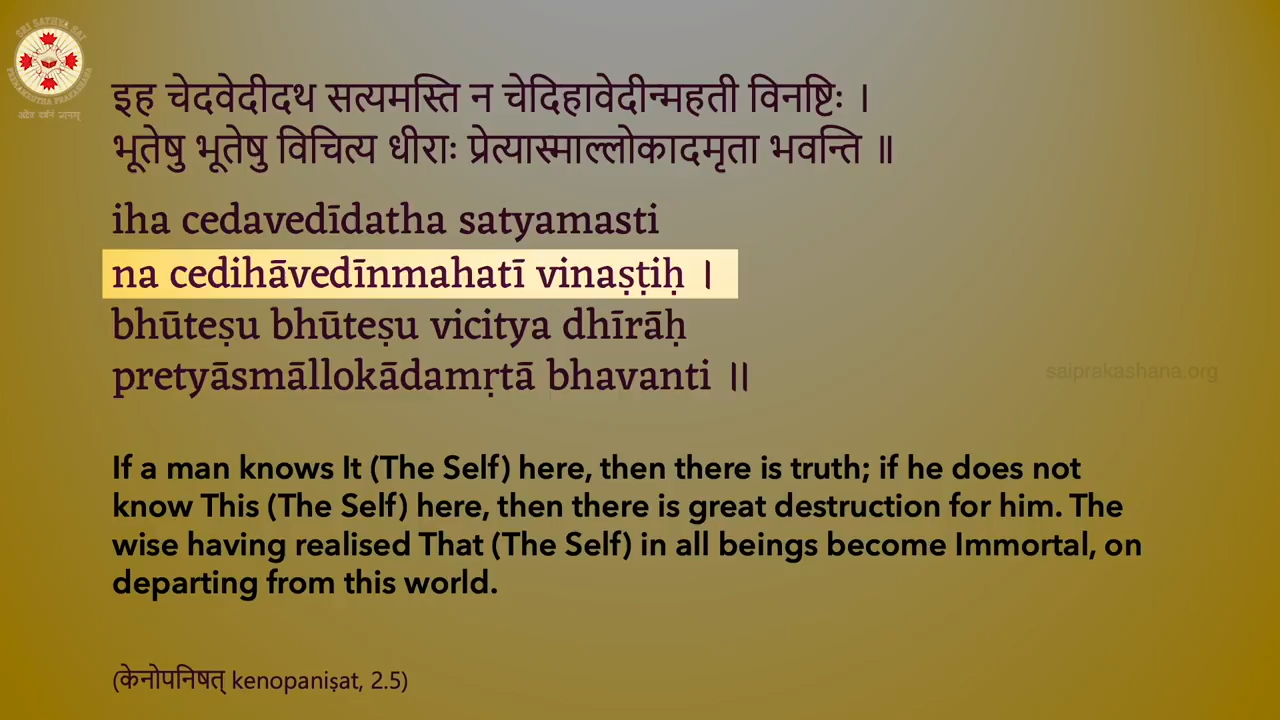 SRI SATHYA SAI
इह चेदवेदीदथ सत्यमस्ति न चेदिहावेदीन्महती विनष्टिः ।
भूतेषु भूतेषु विचित्य धीराः प्रेत्यास्माल्लोकादमृता भवन्ति ॥
iha cedavedīdatha satyamasti
na cedihāvedīnmahatī vinaṣṭiḥ ।
bhūteṣu bhūteṣu vicitya dhīrāḥ
pretyāsmāllokādamṛtā bhavanti ॥
saiprakashana.org
If a man knows It (The Self) here, then there is truth; if he does not
know This (The Self) here, then there is great destruction for him. The
wise having realised That (The Self) in all beings become Immortal, on
departing from this world.
(केनोपनिषत् kenopaniṣat, 2.5)